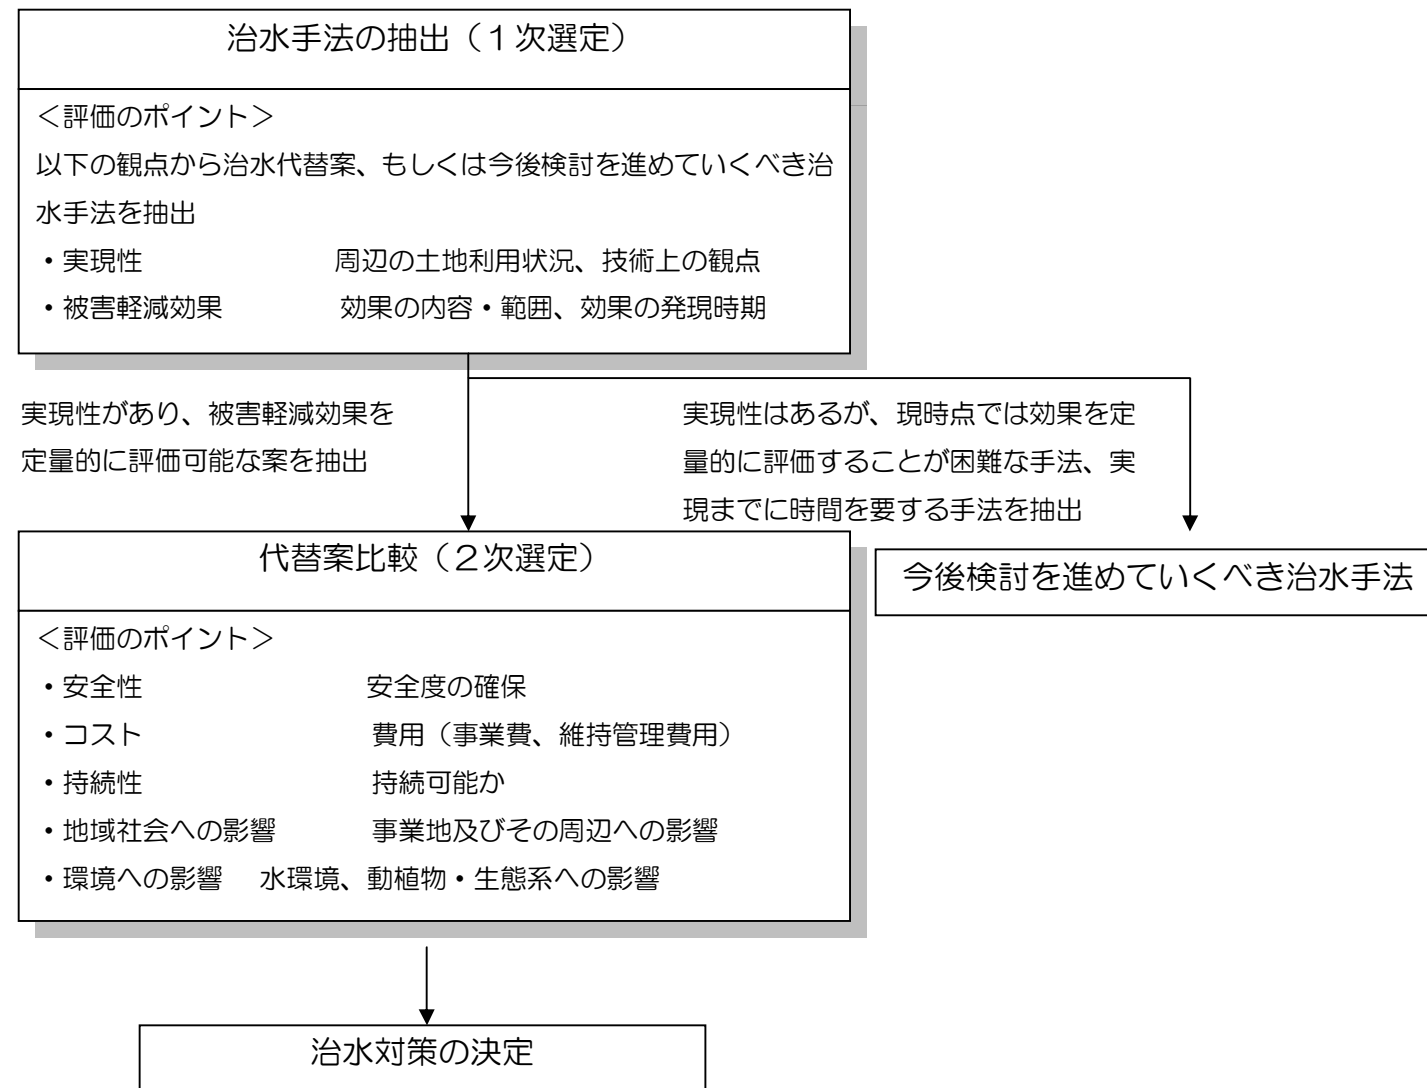 治水手法の抽出（１次選定）
＜評価のポイント＞
以下の観点から治水代替案、もしくは今後検討を進めていくべき治
水手法を抽出
・実現性 周辺の土地利用状況、技術上の観点
・被害軽減効果 効果の内容・範囲、効果の発現時期
実現性があり、被害軽減効果を
定量的に評価可能な案を抽出
実現性はあるが、現時点では効果を定
量的に評価することが困難な手法、実
現までに時間を要する手法を抽出
代替案比較（２次選定）
＜評価のポイント＞
・安全性 安全度の確保
・コスト 費用（事業費、維持管理費用）
・持続性 持続可能か
・地域社会への影響 事業地及びその周辺への影響
・環境への影響 水環境、動植物・生態系への影響
今後検討を進めていくべき治水手法
治水対策の決定